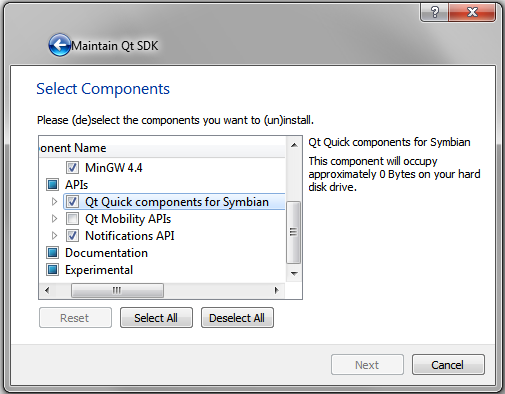 Maintain Qt SDK
Select Components
Please (de)select the components you want to (un)install.
onent Name
MinGW 4.4
APIs
Qt Quick components for Symbian
Qt Mobility APIs
Notifications API
Documentation
Experimental
Qt Quick components for Symbian
This component will occupy
approximately 0 Bytes on your hard
disk drive.
Reset
Select All
Deselect All
Next
Cancel